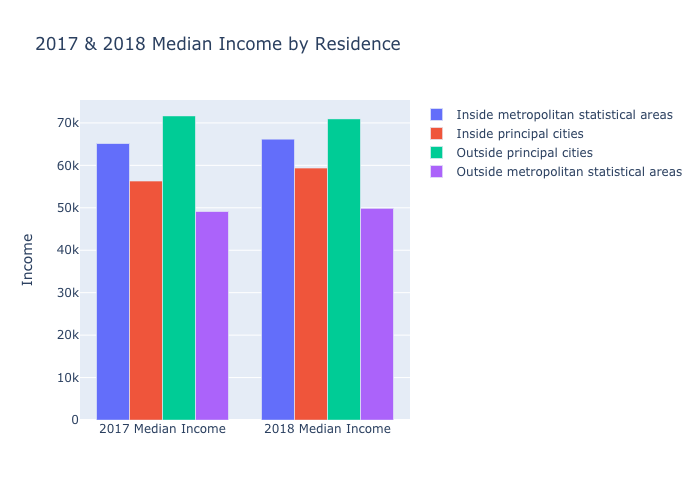 2017 & 2018 Median Income by Residence
Inside metropolitan statistical areas
Inside principal cities
Outside principal cities
Outside metropolitan statistical areas
70k
60k
50k
40k
30k
20k
10k
0
Income
2017 Median Income
2018 Median Income